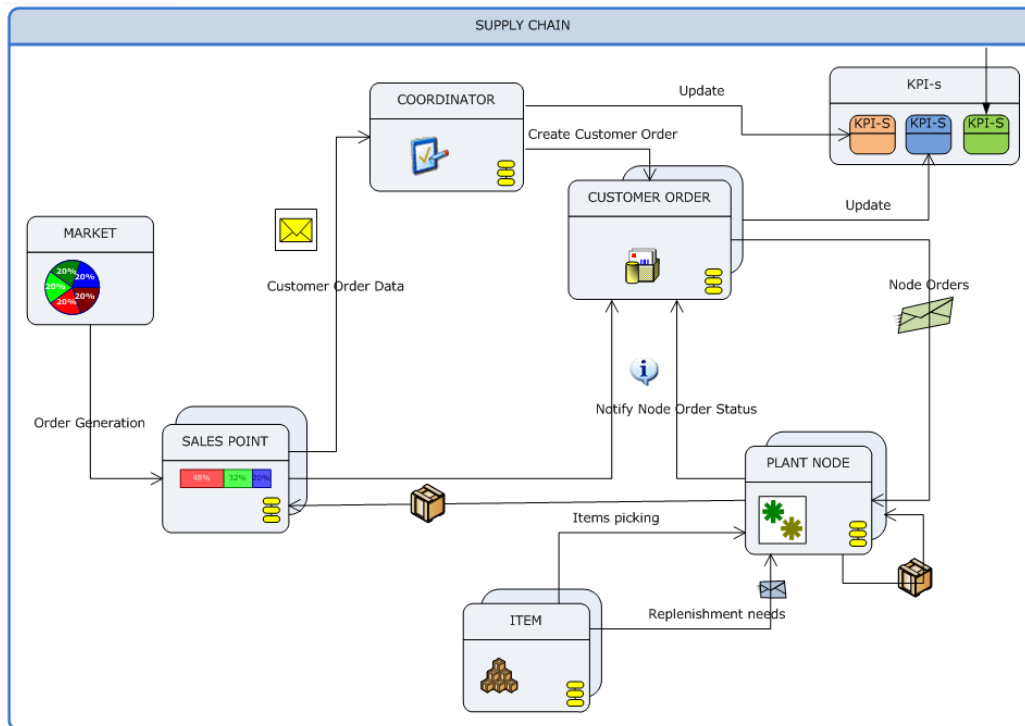 SUPPLY CHAIN
COORDINATOR
Update
KPI-s
KPI-S
KPI-S
KPI-S
Create Customer Order
CUSTOMER ORDER
Update
MARKET
20%
20%
20%
20%
20%
Customer Order Data
Node Orders
Order Generation
Notify Node Order Status
SALES POINT
48%
32%
20%
PLANT NODE
Items picking
ITEM
Replenishment needs